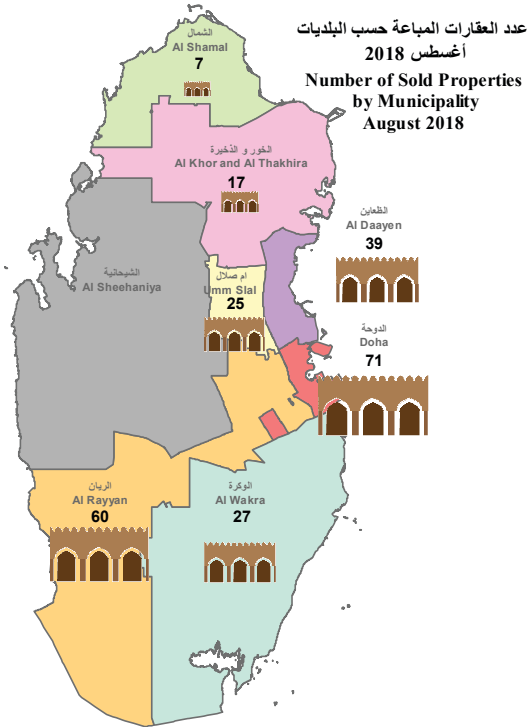 عدد العقارات المباعة حسب البلديات
أغسطس 2018
Number of Sold Properties
by Municipality
August 2018
الشمال
Al Shamal
7
الخور و الذخيرة
Al Khor and Al Thakhira
17
الظعاين
Al Daayen
39
الشيحانية
Al Sheehaniya
ام صلال
Umm Slal
25
الدوحة
Doha
71
الريان
Al Rayyan
60
الوكرة
Al Wakra
27